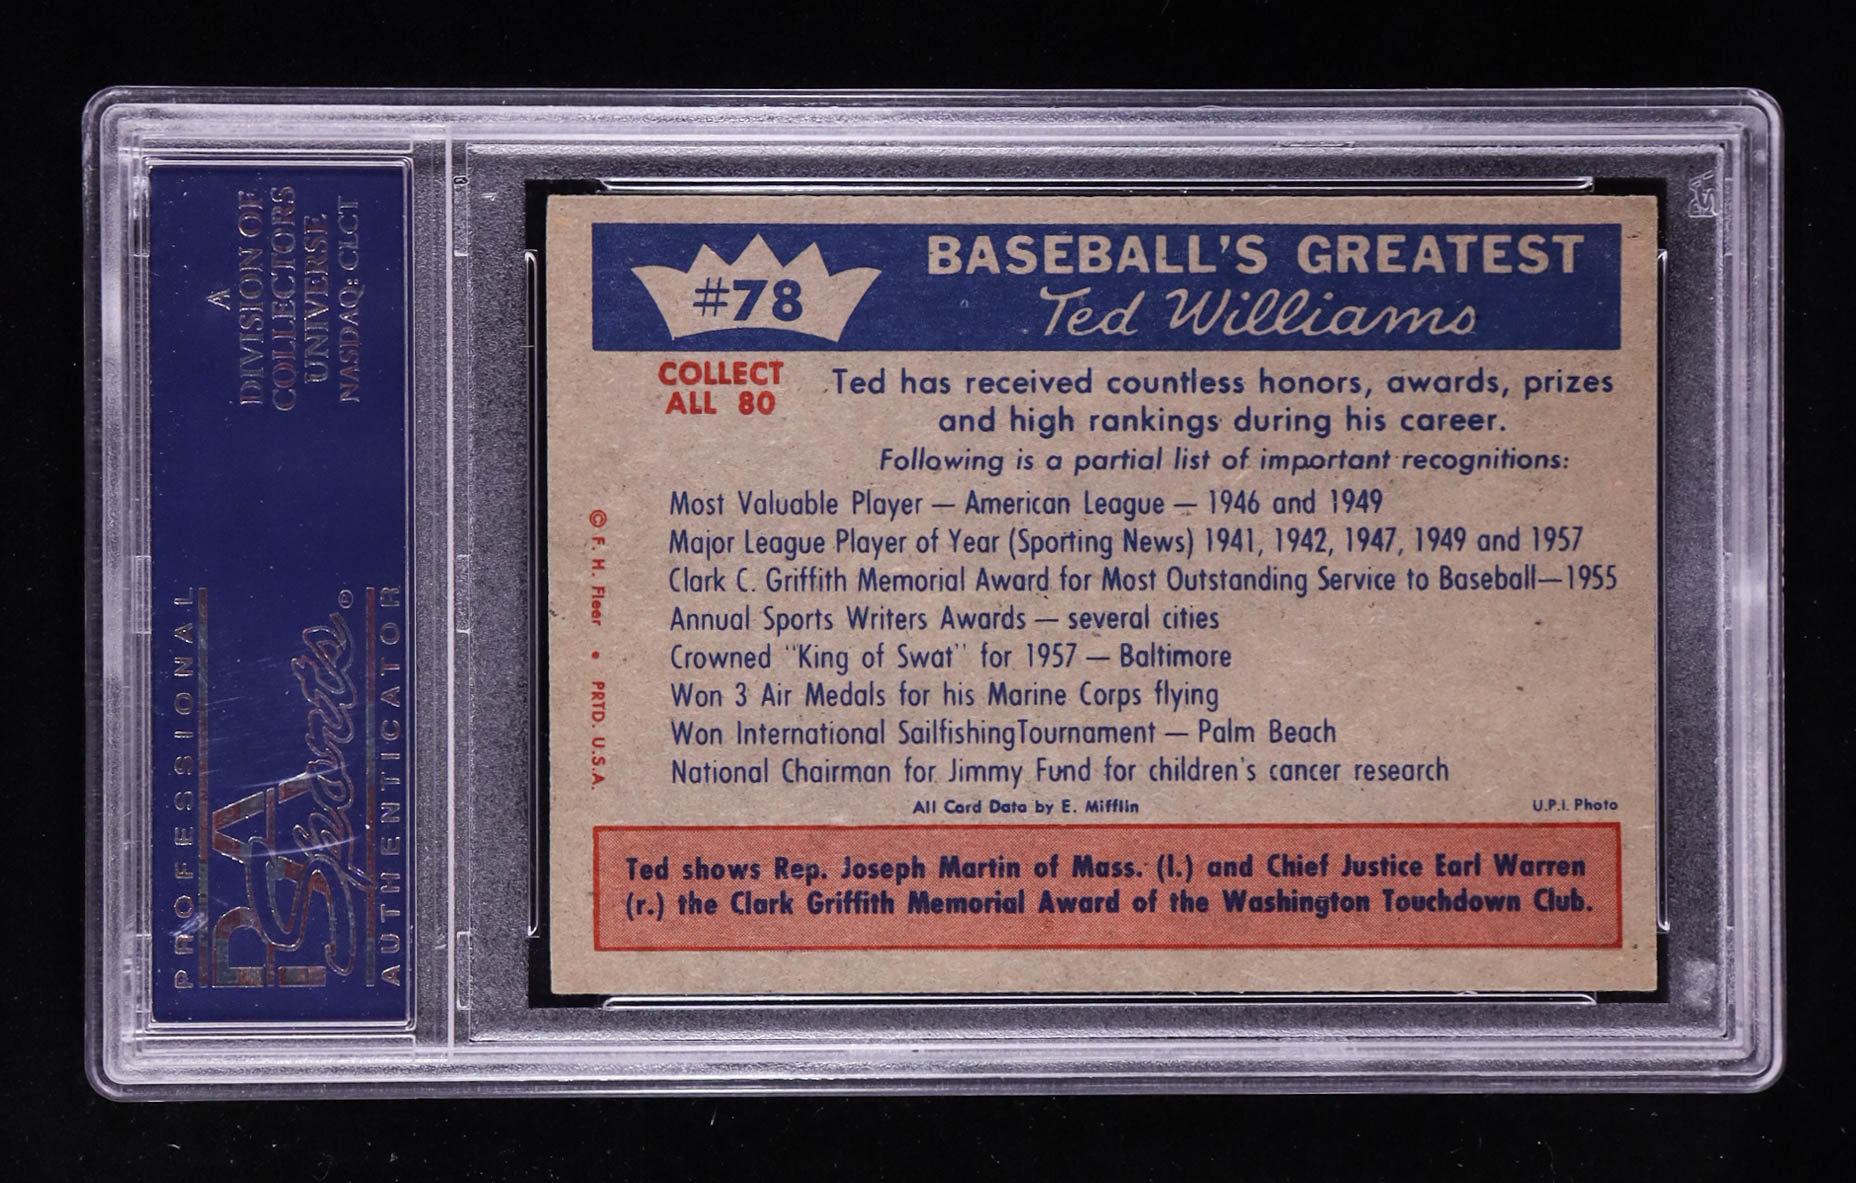 A
DIVISION OF
COLLECTORS
UNIVERSE
NASDAQ: CLCT
PROFESSIONAL
PSA
Sports®
AUTHENTICATOR
PSA
#78
BASEBALL'S GREATEST
Ted Williams
COLLECT
ALL 80
Ted has received countless honors, awards, prizes
and high rankings during his career.
Following is a partial list of important recognitions:
Most Valuable Player — American League — 1946 and 1949
Major League Player of Year (Sporting News) 1941, 1942, 1947, 1949 and 1957
Clark C. Griffith Memorial Award for Most Outstanding Service to Baseball—1955
Annual Sports Writers Awards — several cities
Crowned "King of Swat" for 1957 — Baltimore
Won 3 Air Medals for his Marine Corps flying
Won International SailfishingTournament — Palm Beach
National Chairman for Jimmy Fund for children's cancer research
© F. H. Fleer • PRTD. U.S.A.
All Card Data by E. Mifflin
U.P.I. Photo
Ted shows Rep. Joseph Martin of Mass. (l.) and Chief Justice Earl Warren
(r.) the Clark Griffith Memorial Award of the Washington Touchdown Club.